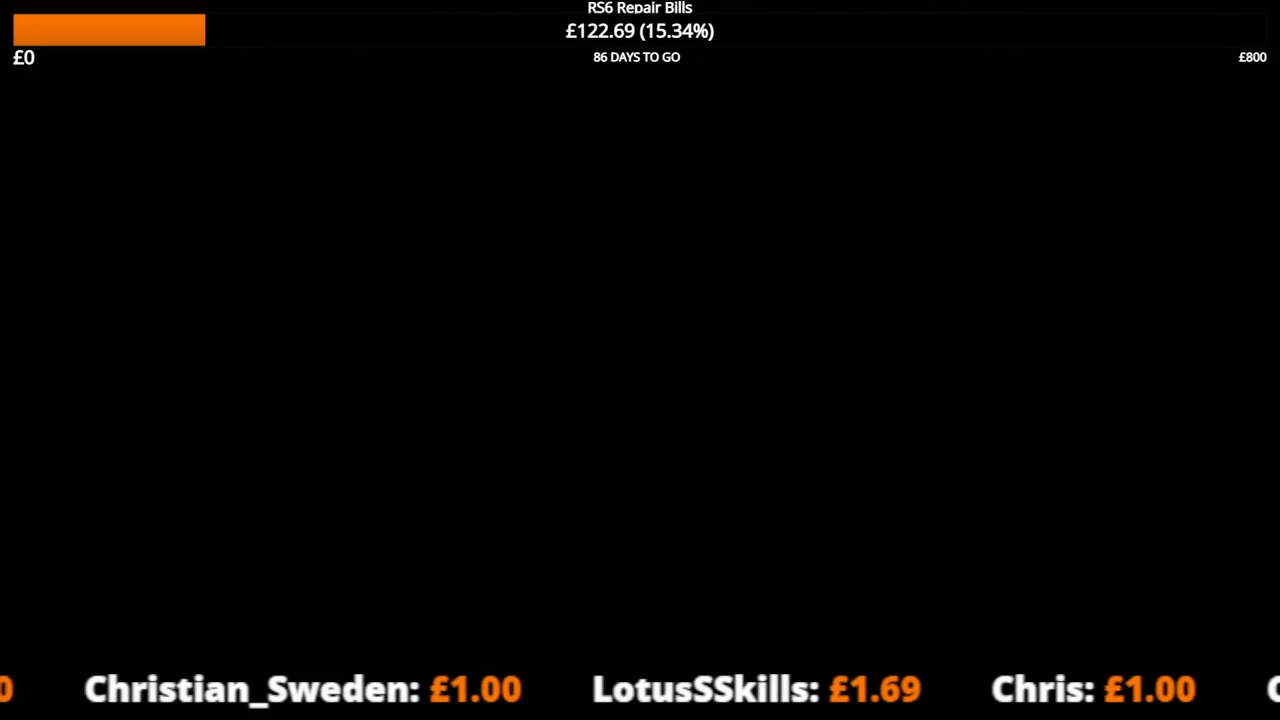 RS6 Repair Bills
£122.69 (15.34%)
£0 86 DAYS TO GO £800
Christian_Sweden: £1.00 LotusSSkills: £1.69 Chris: £1.00